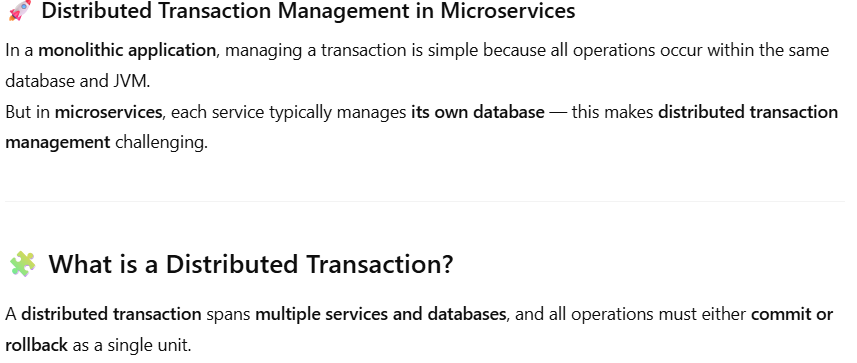 🚀 Distributed Transaction Management in Microservices
In a monolithic application, managing a transaction is simple because all operations occur within the same
database and JVM.
But in microservices, each service typically manages its own database — this makes distributed transaction
management challenging.
🧩 What is a Distributed Transaction?
A distributed transaction spans multiple services and databases, and all operations must either commit or
rollback as a single unit.